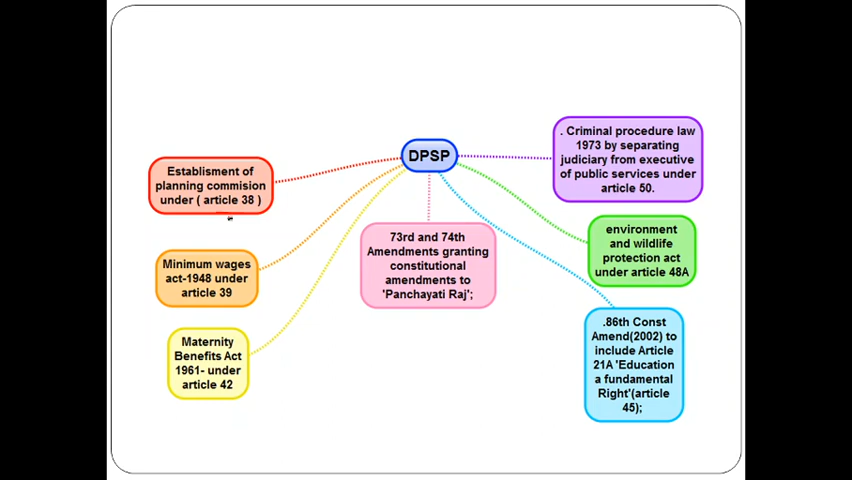 DPSP
Establisment of
planning commision
under ( article 38 )
Minimum wages
act-1948 under
article 39
Maternity
Benefits Act
1961- under
article 42
73rd and 74th
Amendments granting
constitutional
amendments to
'Panchayati Raj';
. Criminal procedure law
1973 by separating
judiciary from executive
of public services under
article 50.
environment
and wildlife
protection act
under article 48A
.86th Const
Amend(2002) to
include Article
21A 'Education
a fundamental
Right'(article
45);